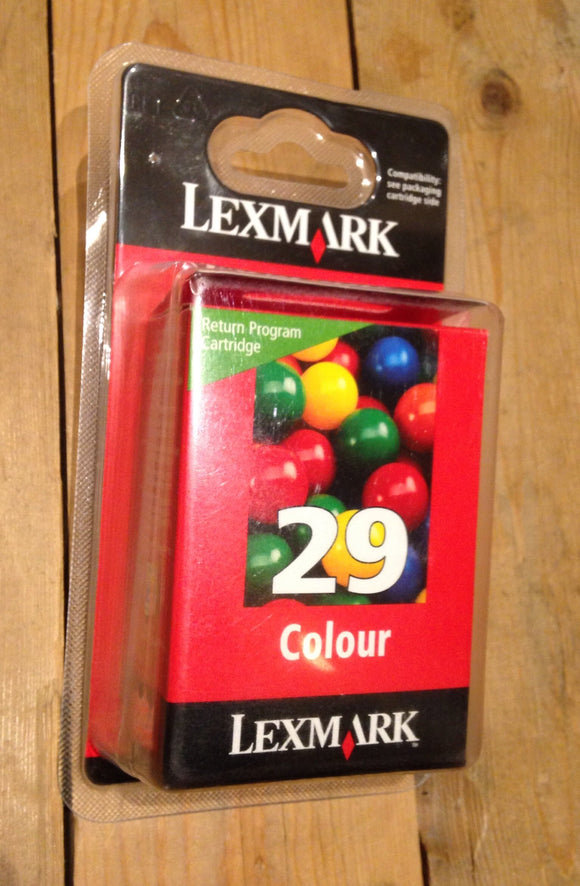 Compatibility:
see packaging
cartridge side
LEXMARK
Return Program
Cartridge
29
Colour
LEXMARK